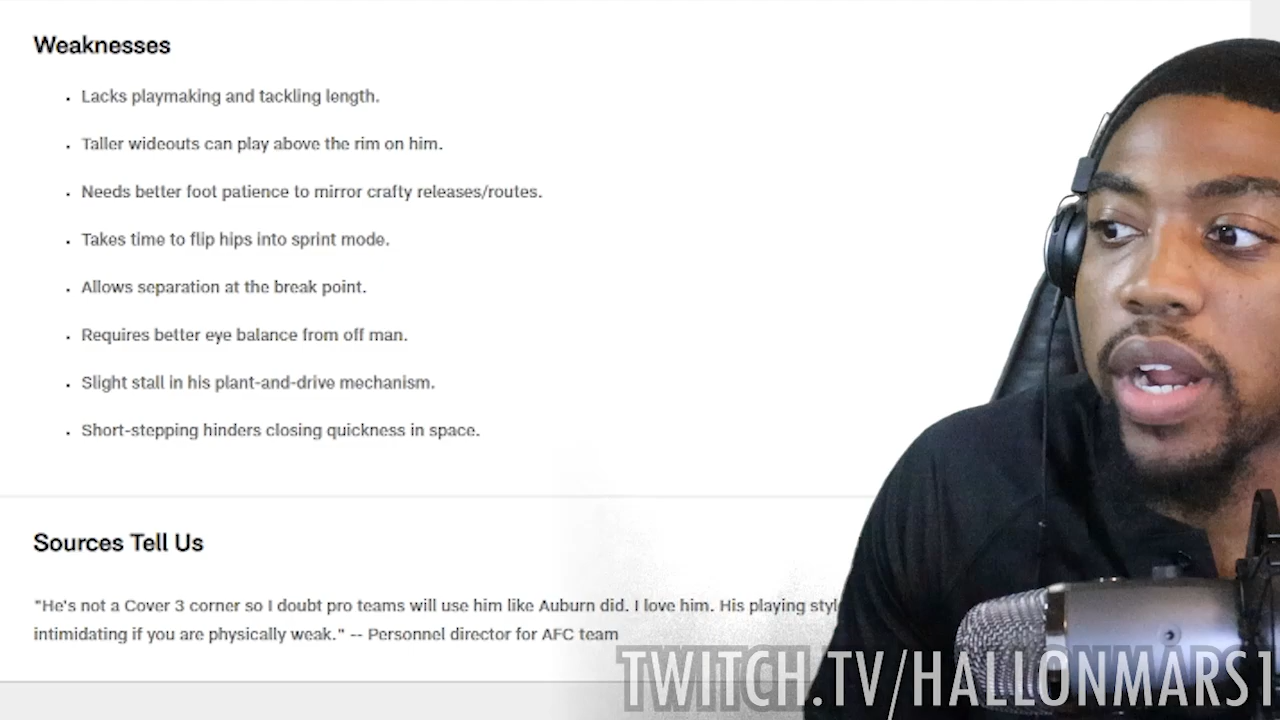 Weaknesses
• Lacks playmaking and tackling length.
• Taller wideouts can play above the rim on him.
• Needs better foot patience to mirror crafty releases/routes.
• Takes time to flip hips into sprint mode.
• Allows separation at the break point.
• Requires better eye balance from off man.
• Slight stall in his plant-and-drive mechanism.
• Short-stepping hinders closing quickness in space.
Sources Tell Us
"He's not a Cover 3 corner so I doubt pro teams will use him like Auburn did. I love him. His playing
intimidating if you are physically weak." -- Personnel director for AFC team
TWITCH.TV/HALLONMARS1